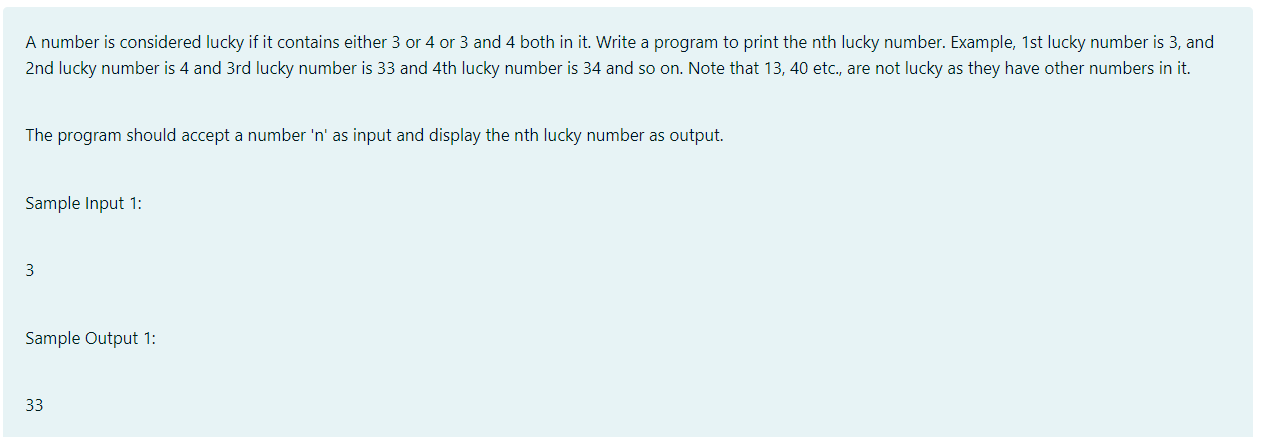 A number is considered lucky if it contains either 3 or 4 or 3 and 4 both in it. Write a program to print the nth lucky number. Example, 1st lucky number is 3, and
2nd lucky number is 4 and 3rd lucky number is 33 and 4th lucky number is 34 and so on. Note that 13, 40 etc., are not lucky as they have other numbers in it.
The program should accept a number 'n' as input and display the nth lucky number as output.
Sample Input 1:
3
Sample Output 1:
33